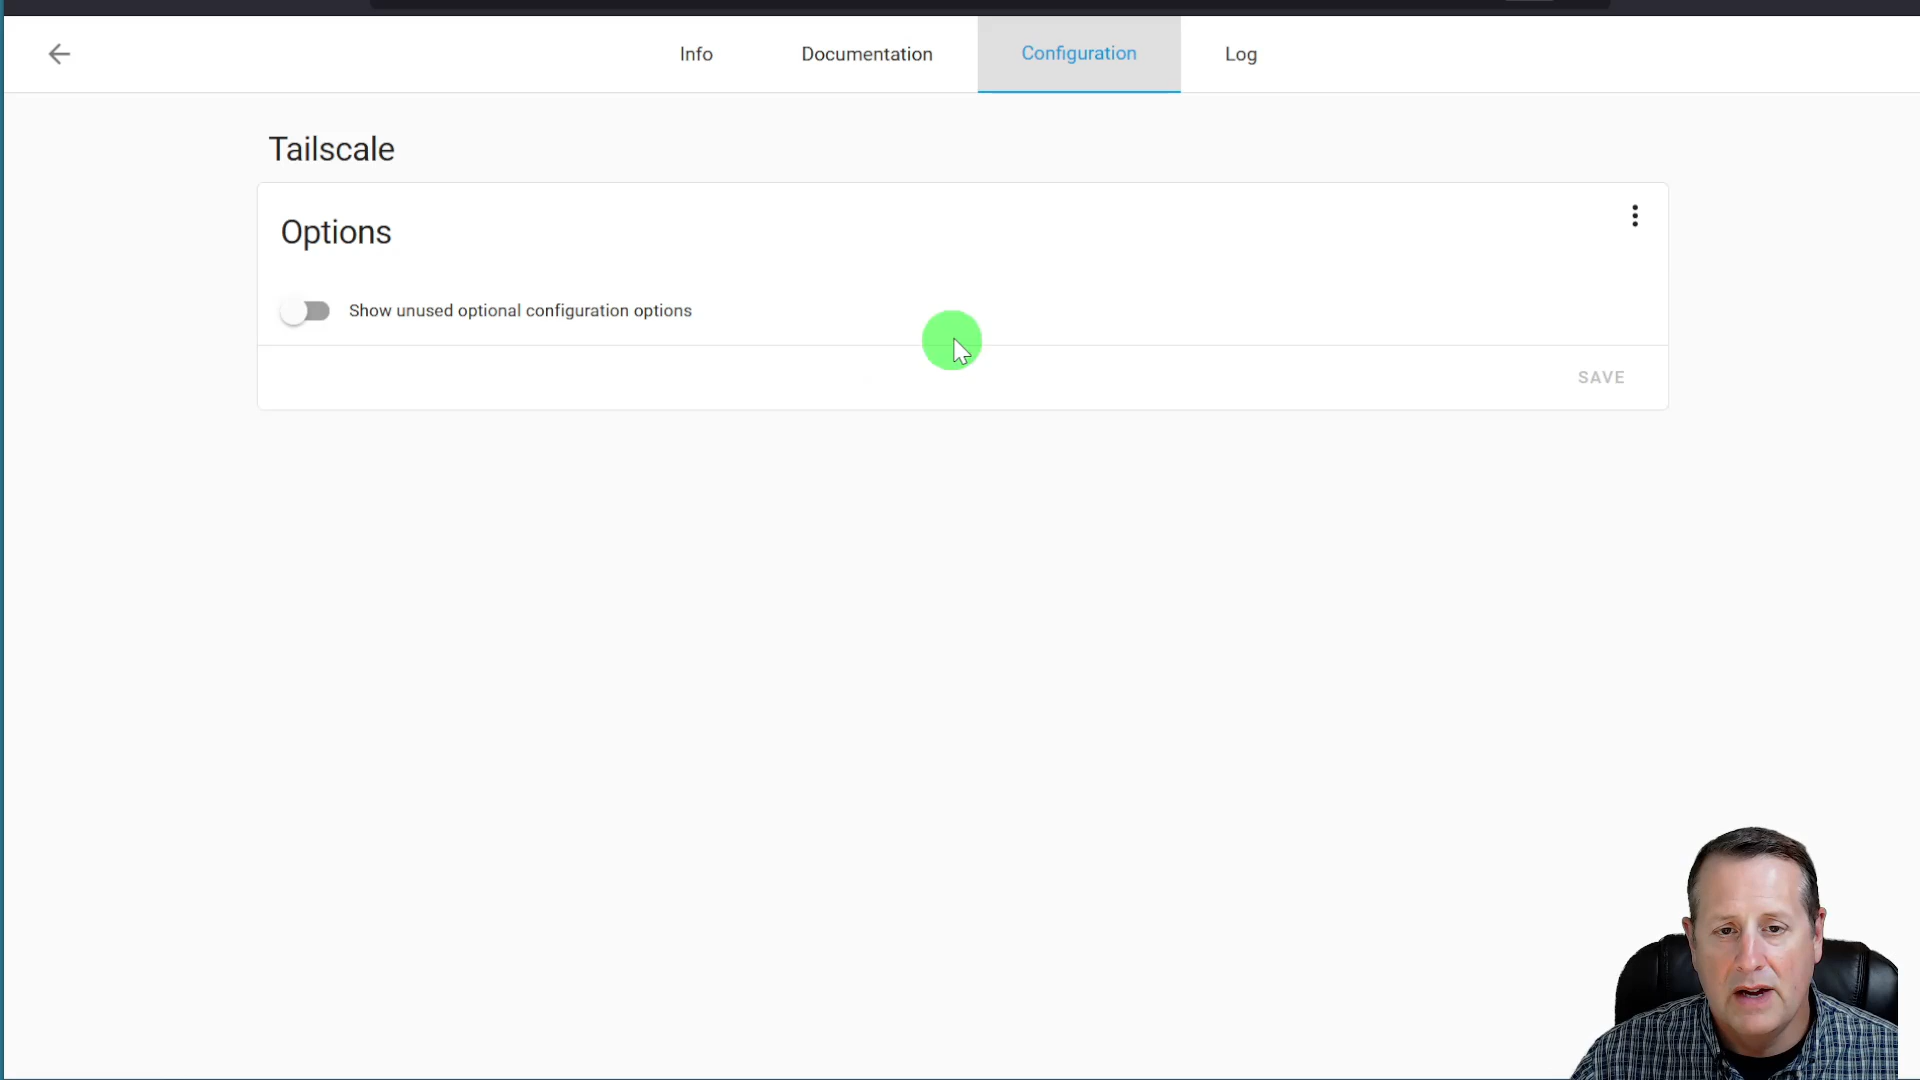 Info
Documentation
Configuration
Log
Tailscale
Options
Show unused optional configuration options
SAVE